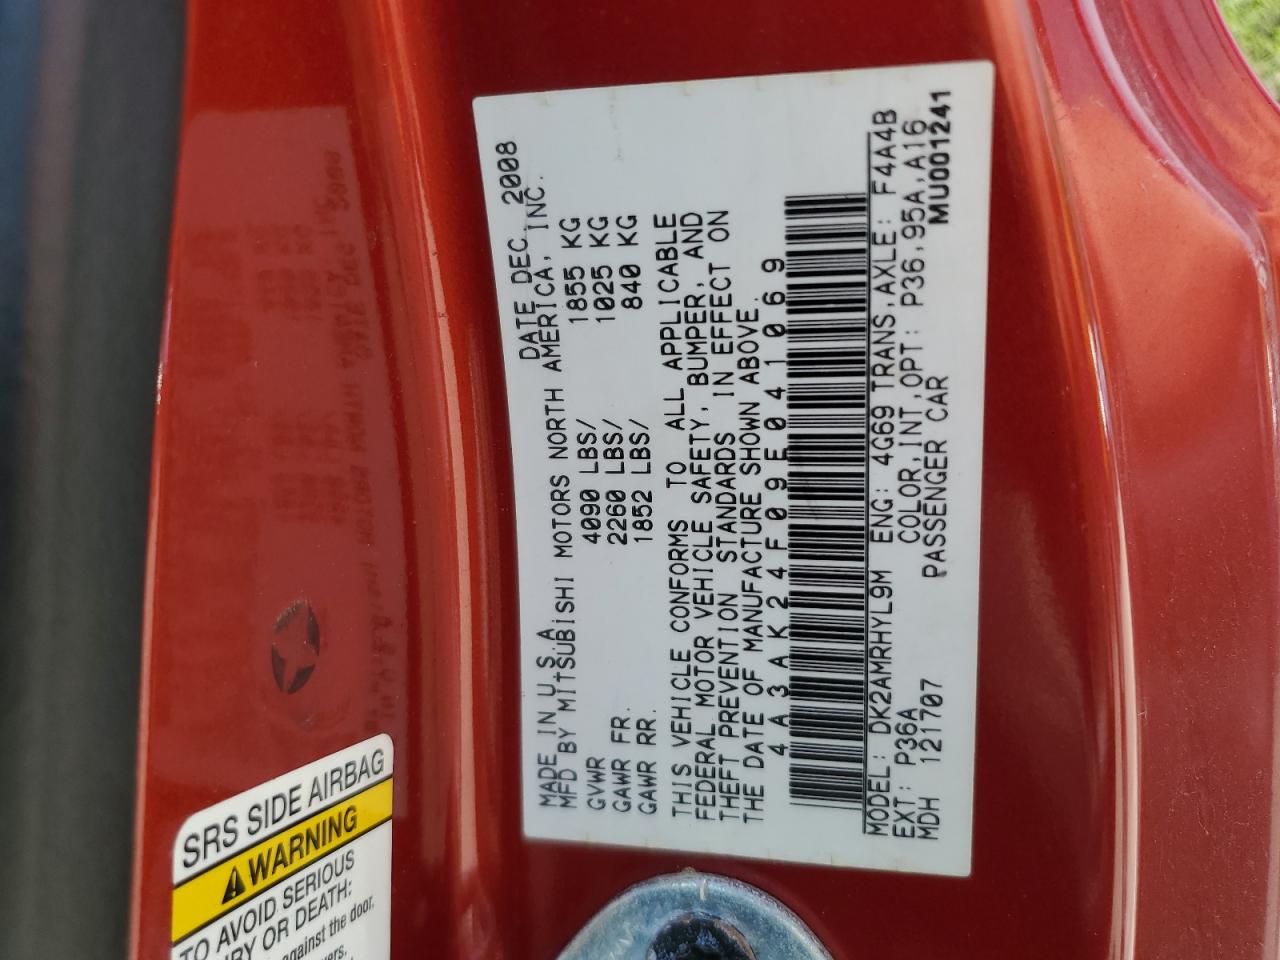 MADE IN U.S.A DATE DEC, 2008
MFD BY MITSUBISHI MOTORS NORTH AMERICA, INC.
GVWR 4090 LBS/ 1855 KG
GAWR FR. 2260 LBS/ 1025 KG
GAWR RR. 1852 LBS/ 840 KG
THIS VEHICLE CONFORMS TO ALL APPLICABLE
FEDERAL MOTOR VEHICLE SAFETY, BUMPER, AND
THEFT PREVENTION STANDARDS IN EFFECT ON
THE DATE OF MANUFACTURE SHOWN ABOVE.
4A3AK24F09E041069
MODEL: DK2AMRHYL9M ENG: 4G69 TRANS,AXLE: F4A4B
EXT: P36A COLOR,INT,OPT: P36,95A,A16
MDH 121707 PASSENGER CAR MU001241
SRS SIDE AIRBAG
WARNING
TO AVOID SERIOUS
OR DEATH:
against the door.